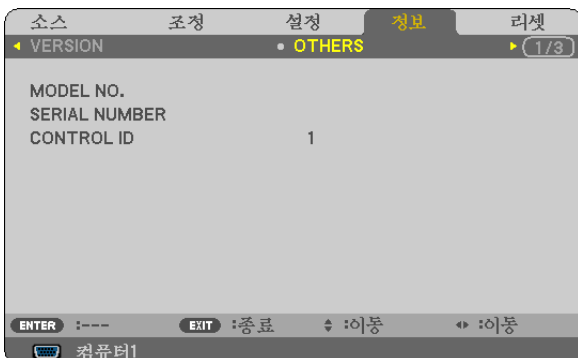 소스 조정 설정 정보 리셋
VERSION OTHERS 1/3
MODEL NO.
SERIAL NUMBER
CONTROL ID 1
ENTER :--- EXIT :종료 :이동 :이동
컴퓨터1